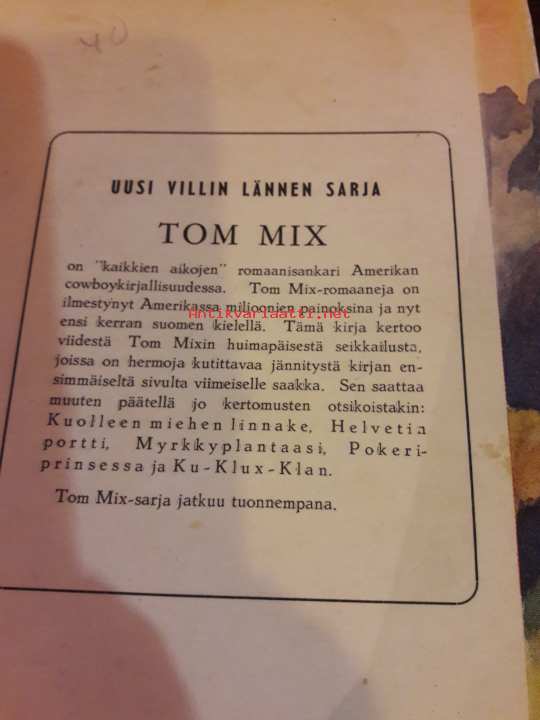 40
UUSI VILLIN LÄNNEN SARJA
TOM MIX
on "kaikkien aikojen" romaanisankari Amerikan
cowboykirjallisuudessa. Tom Mix-romaaneja on
ilmestynyt Amerikassa miljoonien painoksina ja nyt
Antikvariaatti.net
ensi kerran suomen kielellä. Tämä kirja kertoo
viidestä Tom Mixin huimapäisestä seikkailusta,
joissa on hermoja kutittavaa jännitystä kirjan en-
simmäiseltä sivulta viimeiselle saakka. Sen saattaa
muuten päätellä jo kertomusten otsikoistakin:
Kuolleen miehen linnake, Helvetin
portti, Myrkkyplantaasi, Pokeri-
prinsessa ja Ku-Klux-Klan.
Tom Mix-sarja jatkuu tuonnempana.